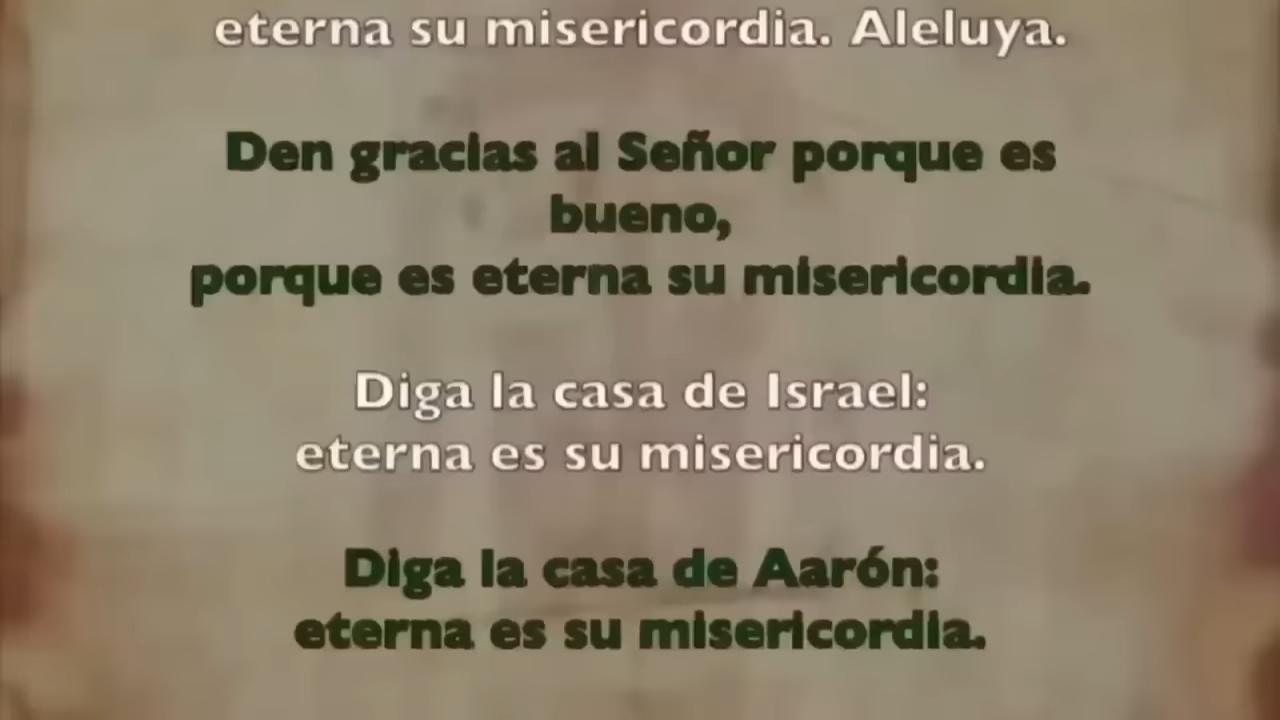 eterna su misericordia. Aleluya.
Den gracias al Señor porque es
bueno,
porque es eterna su misericordia.
Diga la casa de Israel:
eterna es su misericordia.
Diga la casa de Aarón:
eterna es su misericordia.